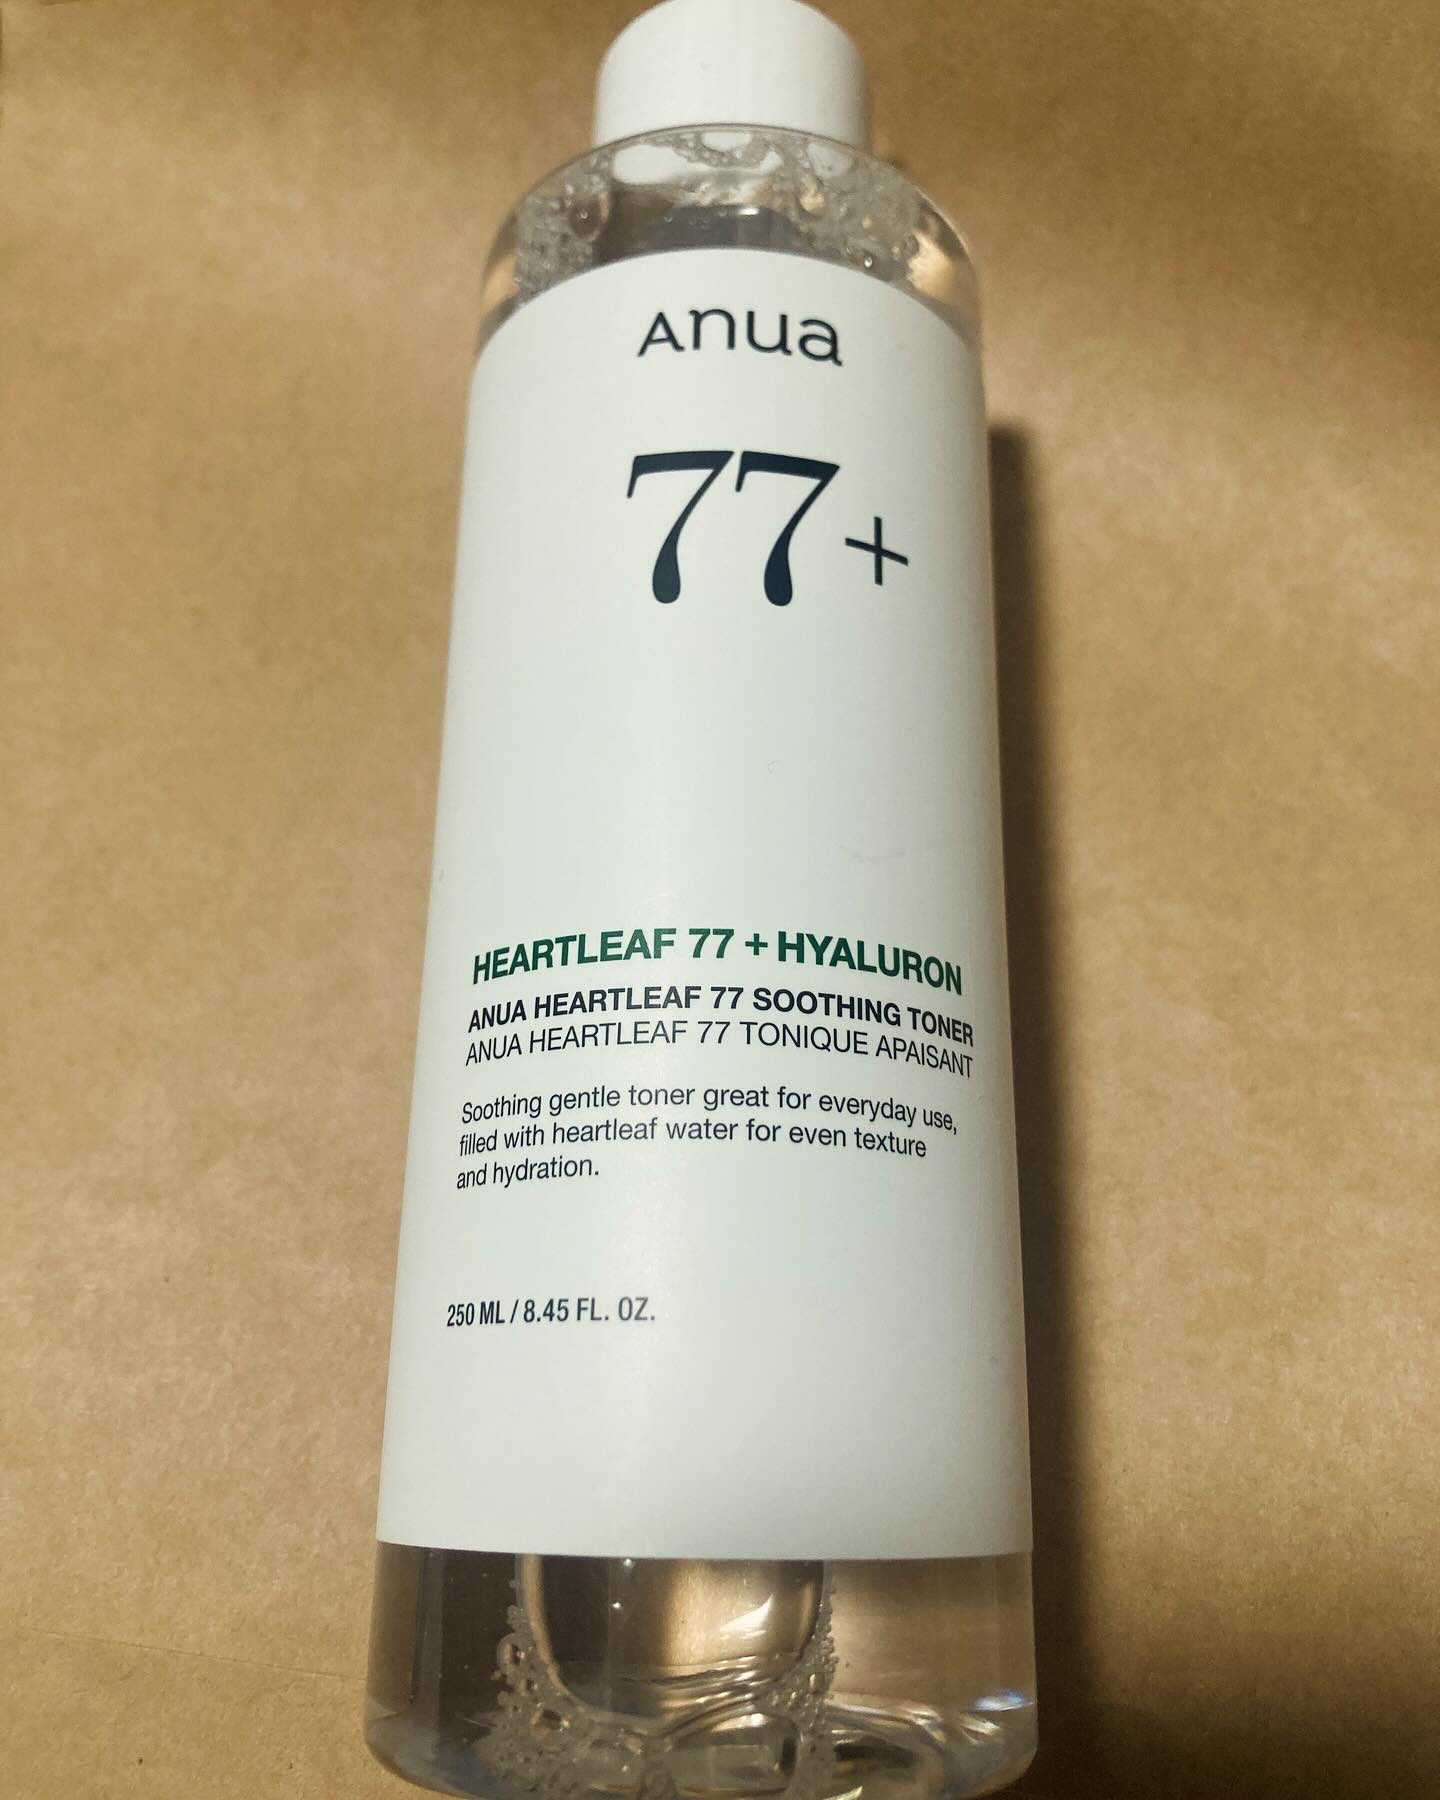 Anua
77+
HEARTLEAF 77 + HYALURON
ANUA HEARTLEAF 77 SOOTHING TONER
ANUA HEARTLEAF 77 TONIQUE APAISANT
Soothing gentle toner great for everyday use,
filled with heartleaf water for even texture
and hydration.
250 ML / 8.45 FL. OZ.